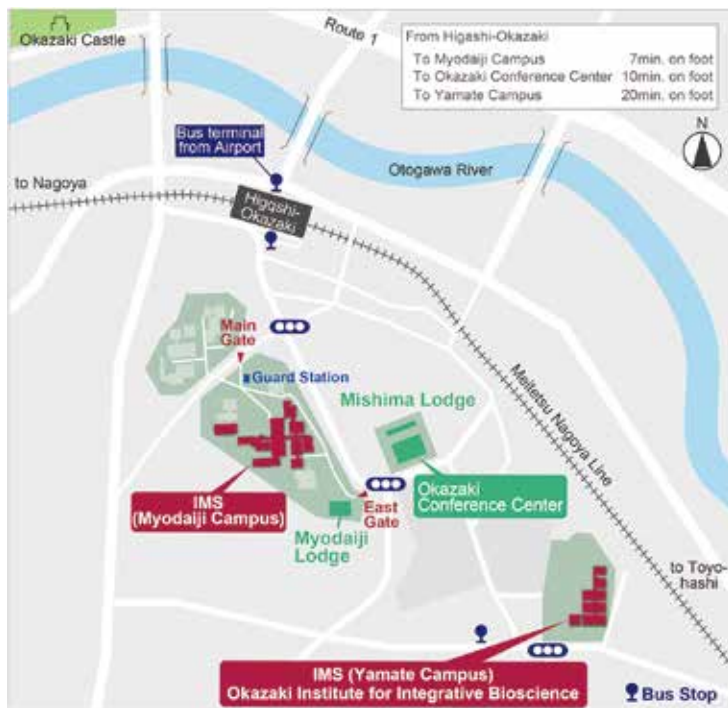 Okazaki Castle
Route 1
From Higashi-Okazaki
To Myodaiji Campus 7min. on foot
To Okazaki Conference Center 10min. on foot
To Yamate Campus 20min. on foot
N
Bus terminal
from Airport
Otogawa River
to Nagoya
Higashi-
Okazaki
Main
Gate
Guard Station
Meitetsu Nagoya Line
Mishima Lodge
IMS
(Myodaiji Campus)
Okazaki
Conference Center
East
Gate
Myodaiji
Lodge
to Toyo-
hashi
IMS (Yamate Campus)
Okazaki Institute for Integrative Bioscience
Bus Stop